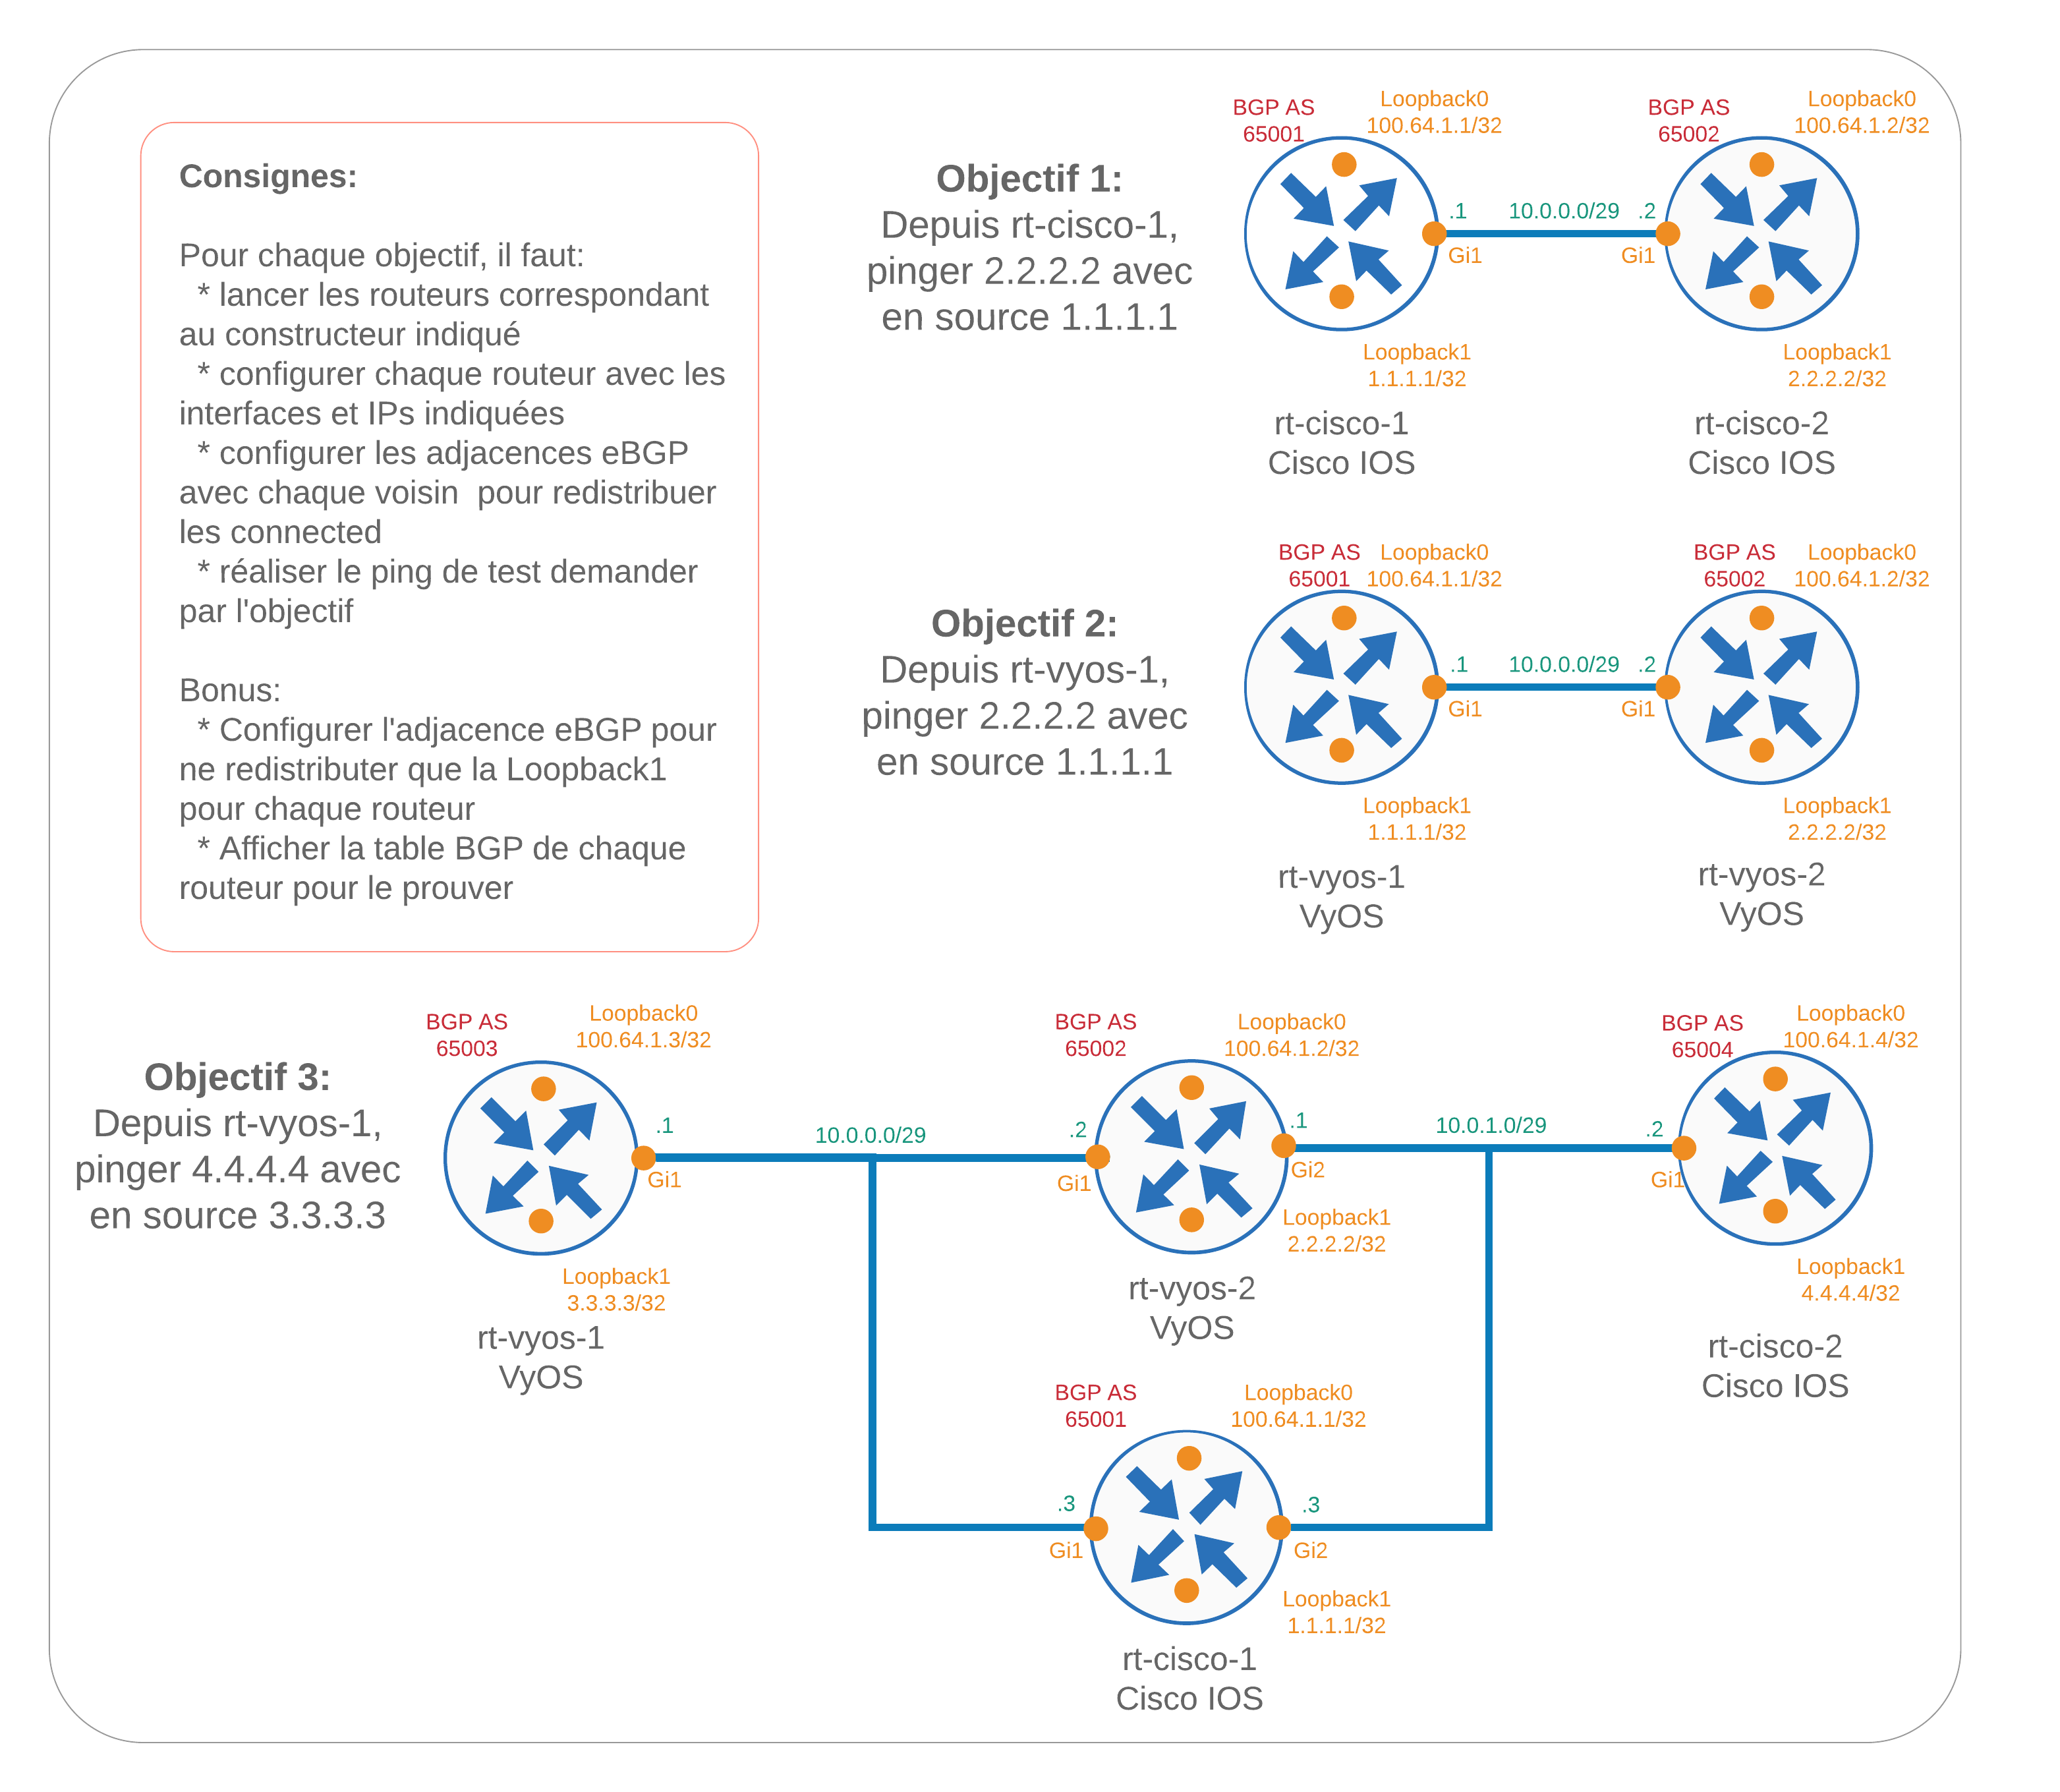 Consignes:
Pour chaque objectif, il faut:
* lancer les routeurs correspondant
au constructeur indiqué
* configurer chaque routeur avec les
interfaces et IPs indiquées
* configurer les adjacences eBGP
avec chaque voisin  pour redistribuer
les connected
* réaliser le ping de test demander
par l'objectif
Bonus:
* Configurer l'adjacence eBGP pour
ne redistributer que la Loopback1
pour chaque routeur
* Afficher la table BGP de chaque
routeur pour le prouver
Objectif 1:
Depuis rt-cisco-1,
pinger 2.2.2.2 avec
en source 1.1.1.1
BGP AS
65001
Loopback0
100.64.1.1/32
.1
Gi1
10.0.0.0/29
Loopback1
1.1.1.1/32
rt-cisco-1
Cisco IOS
BGP AS
65002
Loopback0
100.64.1.2/32
.2
Gi1
Loopback1
2.2.2.2/32
rt-cisco-2
Cisco IOS
Objectif 2:
Depuis rt-vyos-1,
pinger 2.2.2.2 avec
en source 1.1.1.1
BGP AS
65001
Loopback0
100.64.1.1/32
.1
Gi1
10.0.0.0/29
Loopback1
1.1.1.1/32
rt-vyos-1
VyOS
BGP AS
65002
Loopback0
100.64.1.2/32
.2
Gi1
Loopback1
2.2.2.2/32
rt-vyos-2
VyOS
Objectif 3:
Depuis rt-vyos-1,
pinger 4.4.4.4 avec
en source 3.3.3.3
BGP AS
65003
Loopback0
100.64.1.3/32
.1
Gi1
Loopback1
3.3.3.3/32
rt-vyos-1
VyOS
10.0.0.0/29
BGP AS
65002
Loopback0
100.64.1.2/32
.2
Gi1
.1
Gi2
Loopback1
2.2.2.2/32
rt-vyos-2
VyOS
10.0.1.0/29
BGP AS
65004
Loopback0
100.64.1.4/32
.2
Gi1
Loopback1
4.4.4.4/32
rt-cisco-2
Cisco IOS
BGP AS
65001
Loopback0
100.64.1.1/32
.3
Gi1
.3
Gi2
Loopback1
1.1.1.1/32
rt-cisco-1
Cisco IOS